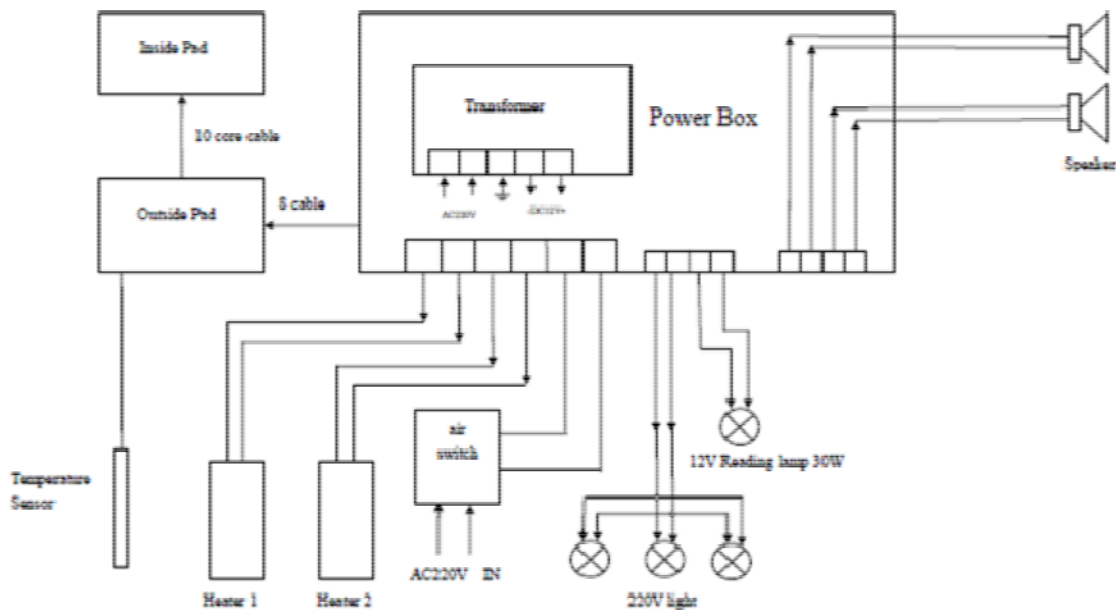 Inside Pad
Transformer
Power Box
10 core cable
Speaker
Outside Pad
8 cable
AC220V
-DC12V+
air
switch
12V Reading lamp 30W
Temperature
Sensor
AC220V IN
Heater 1
Heater 2
220V light